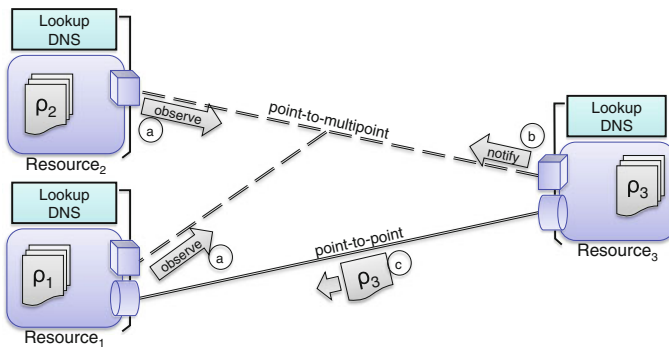 Lookup
DNS
ρ2
observe
a
Resource2
point-to-multipoint
b
notify
Lookup
DNS
ρ3
Resource3
Lookup
DNS
ρ1
observe
a
Resource1
point-to-point
ρ3
c